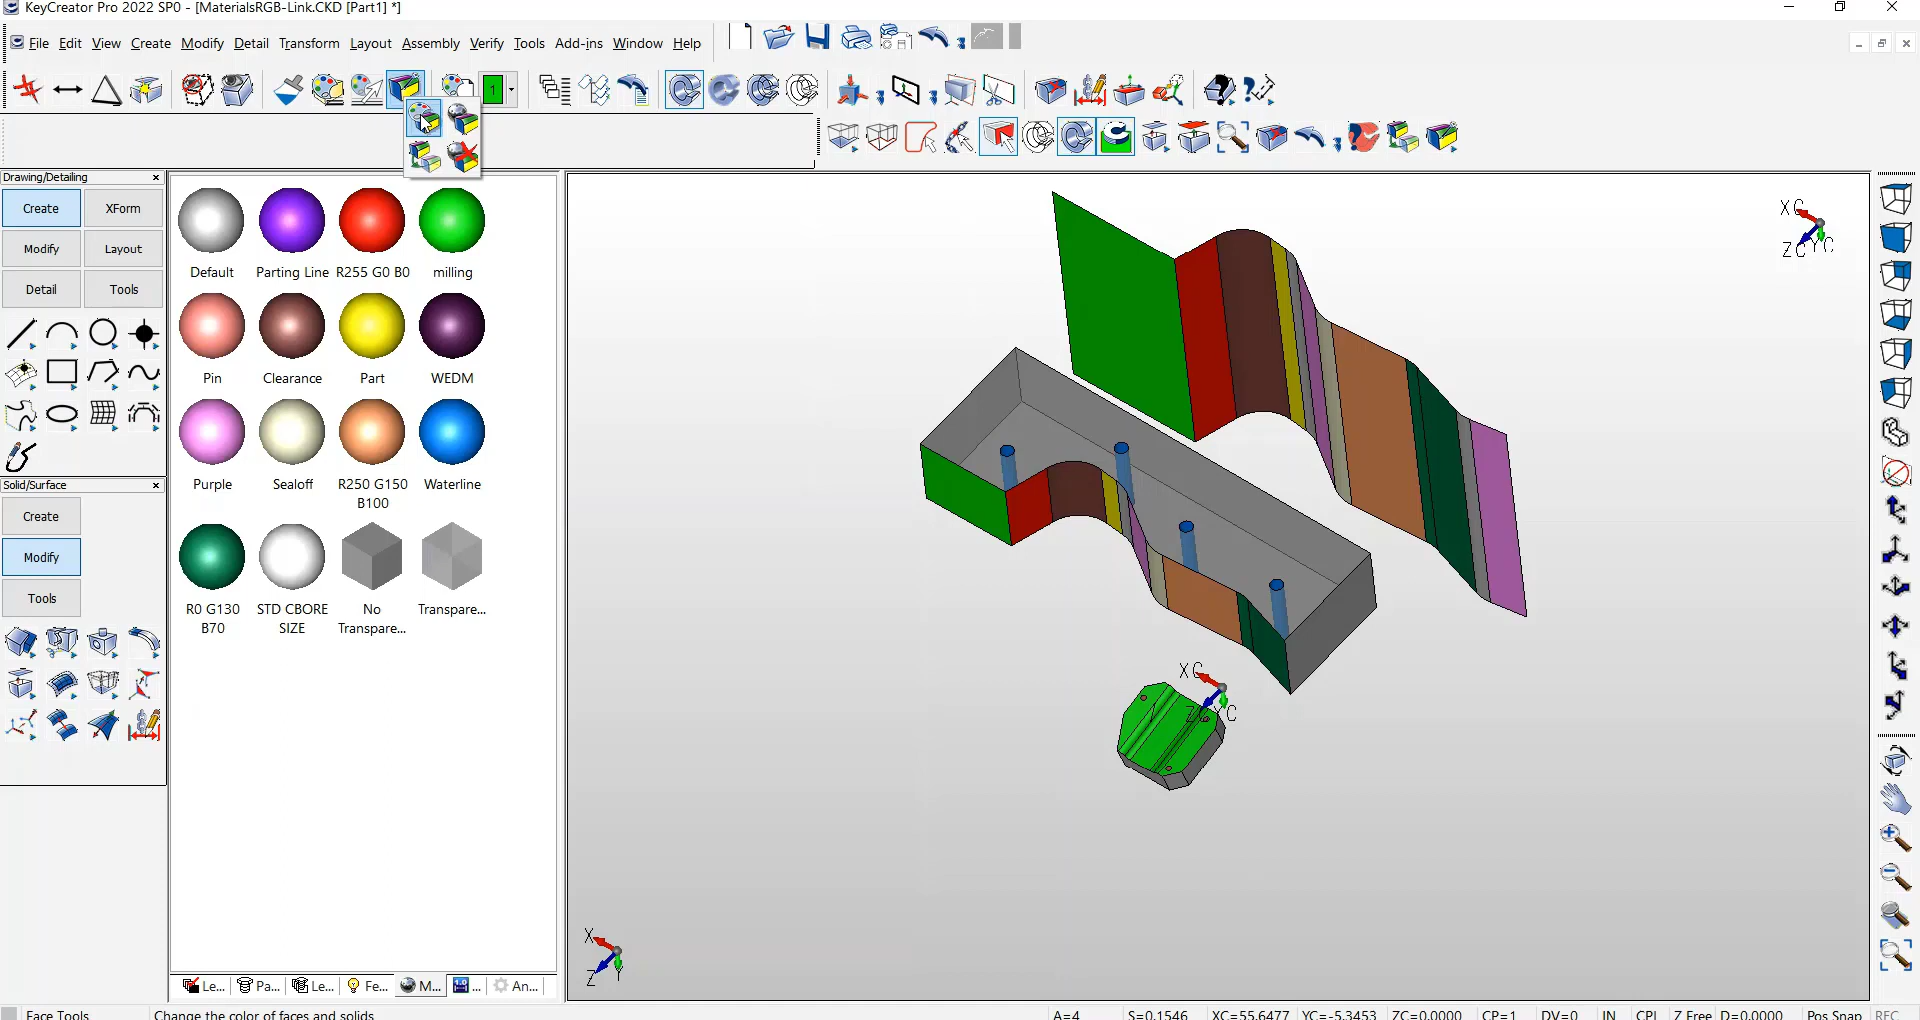 KeyCreator Pro 2022 SP0 - [MaterialsRGB-Link.CKD [Part1] *]
File Edit View Create Modify Detail Transform Layout Assembly Verify Tools Add-ins Window Help
1
Drawing/Detailing
Create XForm
Modify Layout
Detail Tools
Solid/Surface
Create
Modify
Tools
Default Parting Line R255 G0 B0 milling
Pin Clearance Part WEDM
Purple Sealoff R250 G150 B100 Waterline
R0 G130 B70 STD CBORE SIZE No Transpare... Transpare...
Le... Pa... Le... Fe... M... 1.0 ... An...
XC
ZC YC
XC
ZC YC
X
Z Y
Face Tools Change the color of faces and solids A=4 S=0.1546 XC=55.6477 YC=-5.3453 ZC=0.0000 CP=1 DV=0 IN CPL Z Free D=0.0000 Pos Snap REC